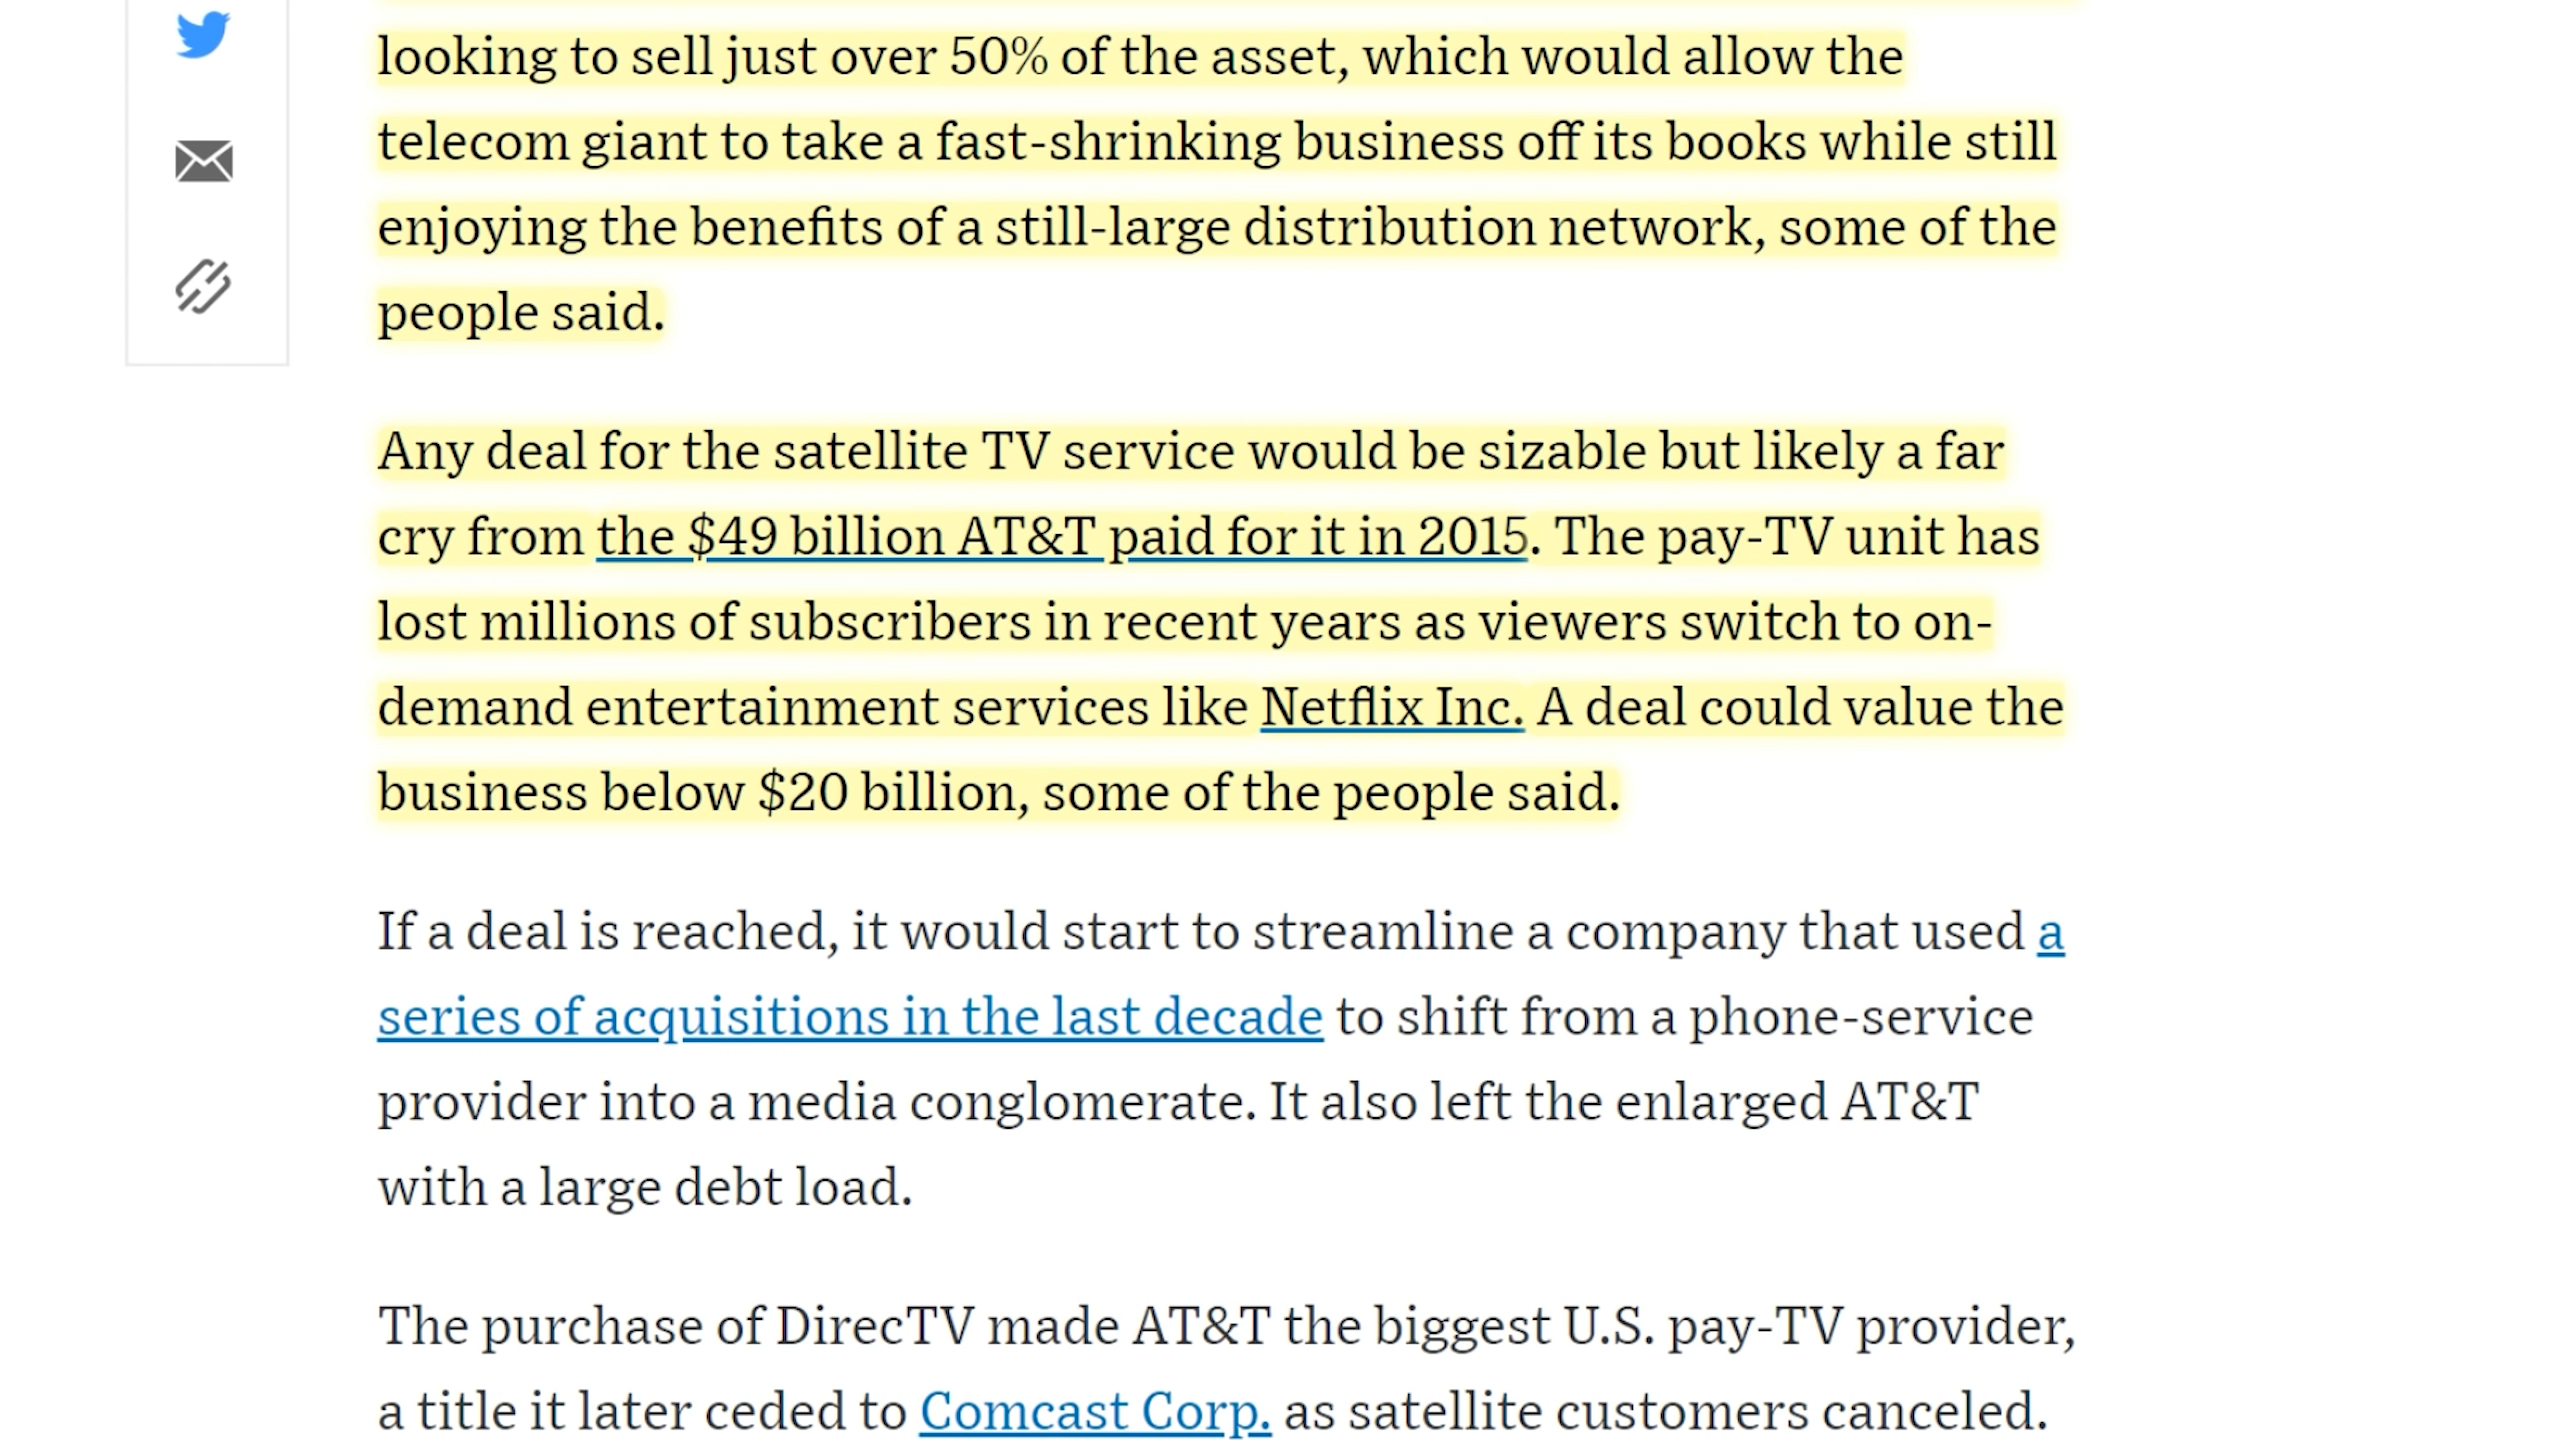 looking to sell just over 50% of the asset, which would allow the
telecom giant to take a fast-shrinking business off its books while still
enjoying the benefits of a still-large distribution network, some of the
people said.
Any deal for the satellite TV service would be sizable but likely a far
cry from the $49 billion AT&T paid for it in 2015. The pay-TV unit has
lost millions of subscribers in recent years as viewers switch to on-
demand entertainment services like Netflix Inc. A deal could value the
business below $20 billion, some of the people said.
If a deal is reached, it would start to streamline a company that used a
series of acquisitions in the last decade to shift from a phone-service
provider into a media conglomerate. It also left the enlarged AT&T
with a large debt load.
The purchase of DirecTV made AT&T the biggest U.S. pay-TV provider,
a title it later ceded to Comcast Corp. as satellite customers canceled.